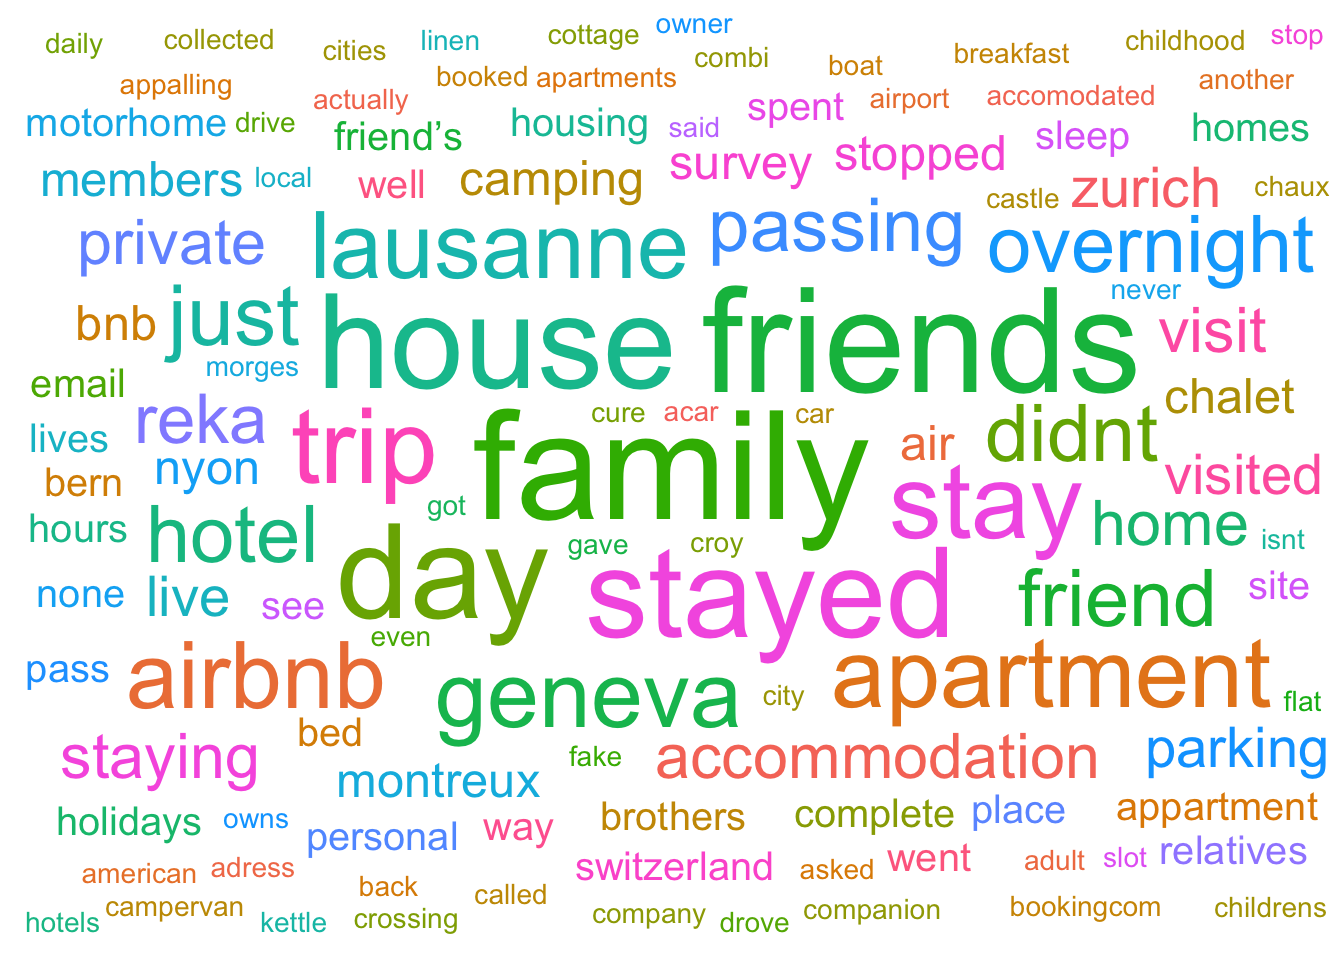 daily collected cities linen cottage owner combi boat breakfast childhood stop
appalling actually booked apartments airport accomodated another
motorhome drive friend’s housing said spent sleep homes
members local well camping survey stopped castle zurich chaux
private lausanne passing overnight
bnb just house friends never visit
morges
email reka trip family cure acar car air didnt chalet
lives nyon visited
bern got stay home
hours hotel day gave croy isnt
none live see stayed friend site
even
pass airbnb geneva city apartment flat
bed
staying fake accommodation parking
montreux
holidays owns personal way brothers complete place appartment
american adress switzerland asked went adult slot relatives
back called
hotels campervan kettle crossing company drove companion bookingcom childrens